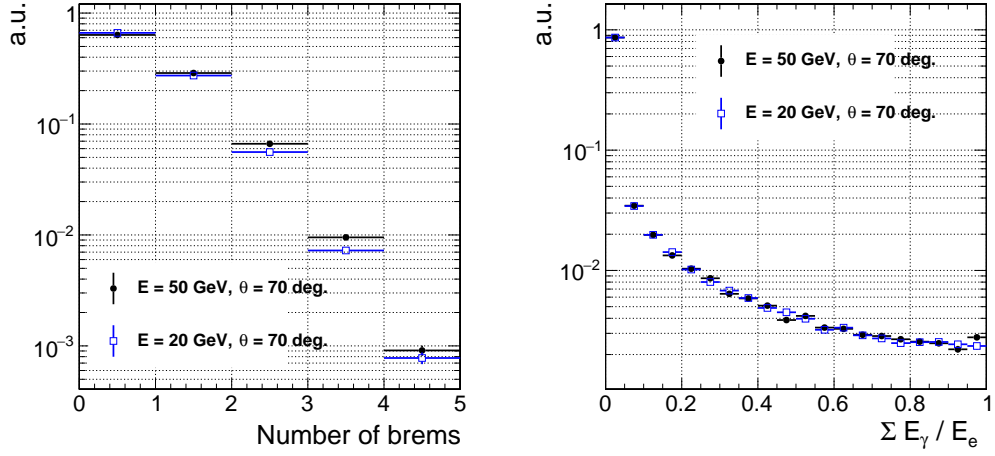 a.u.
1
10⁻¹
10⁻²
10⁻³
E = 50 GeV, θ = 70 deg.
E = 20 GeV, θ = 70 deg.
0 1 2 3 4 5
Number of brems
a.u.
1
10⁻¹
10⁻²
E = 50 GeV, θ = 70 deg.
E = 20 GeV, θ = 70 deg.
0 0.2 0.4 0.6 0.8 1
Σ E_γ / E_e